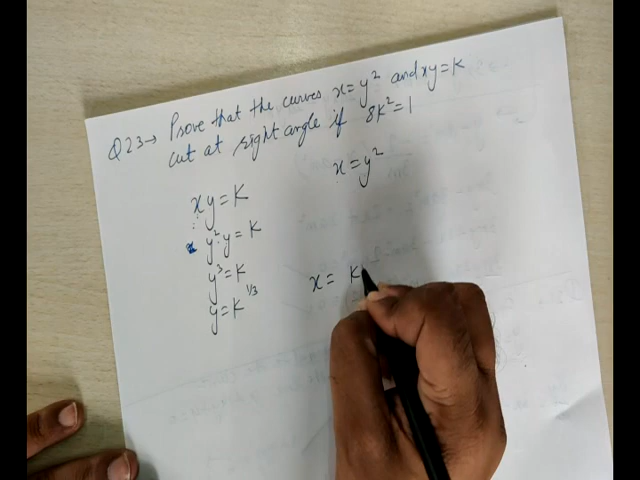 Q23→ Prove that the curves x=y² and xy=K
cut at right angle if 8K²=1
x=y²
xy=K
y²·y=K
y³=K
y=K^1/3
x= K